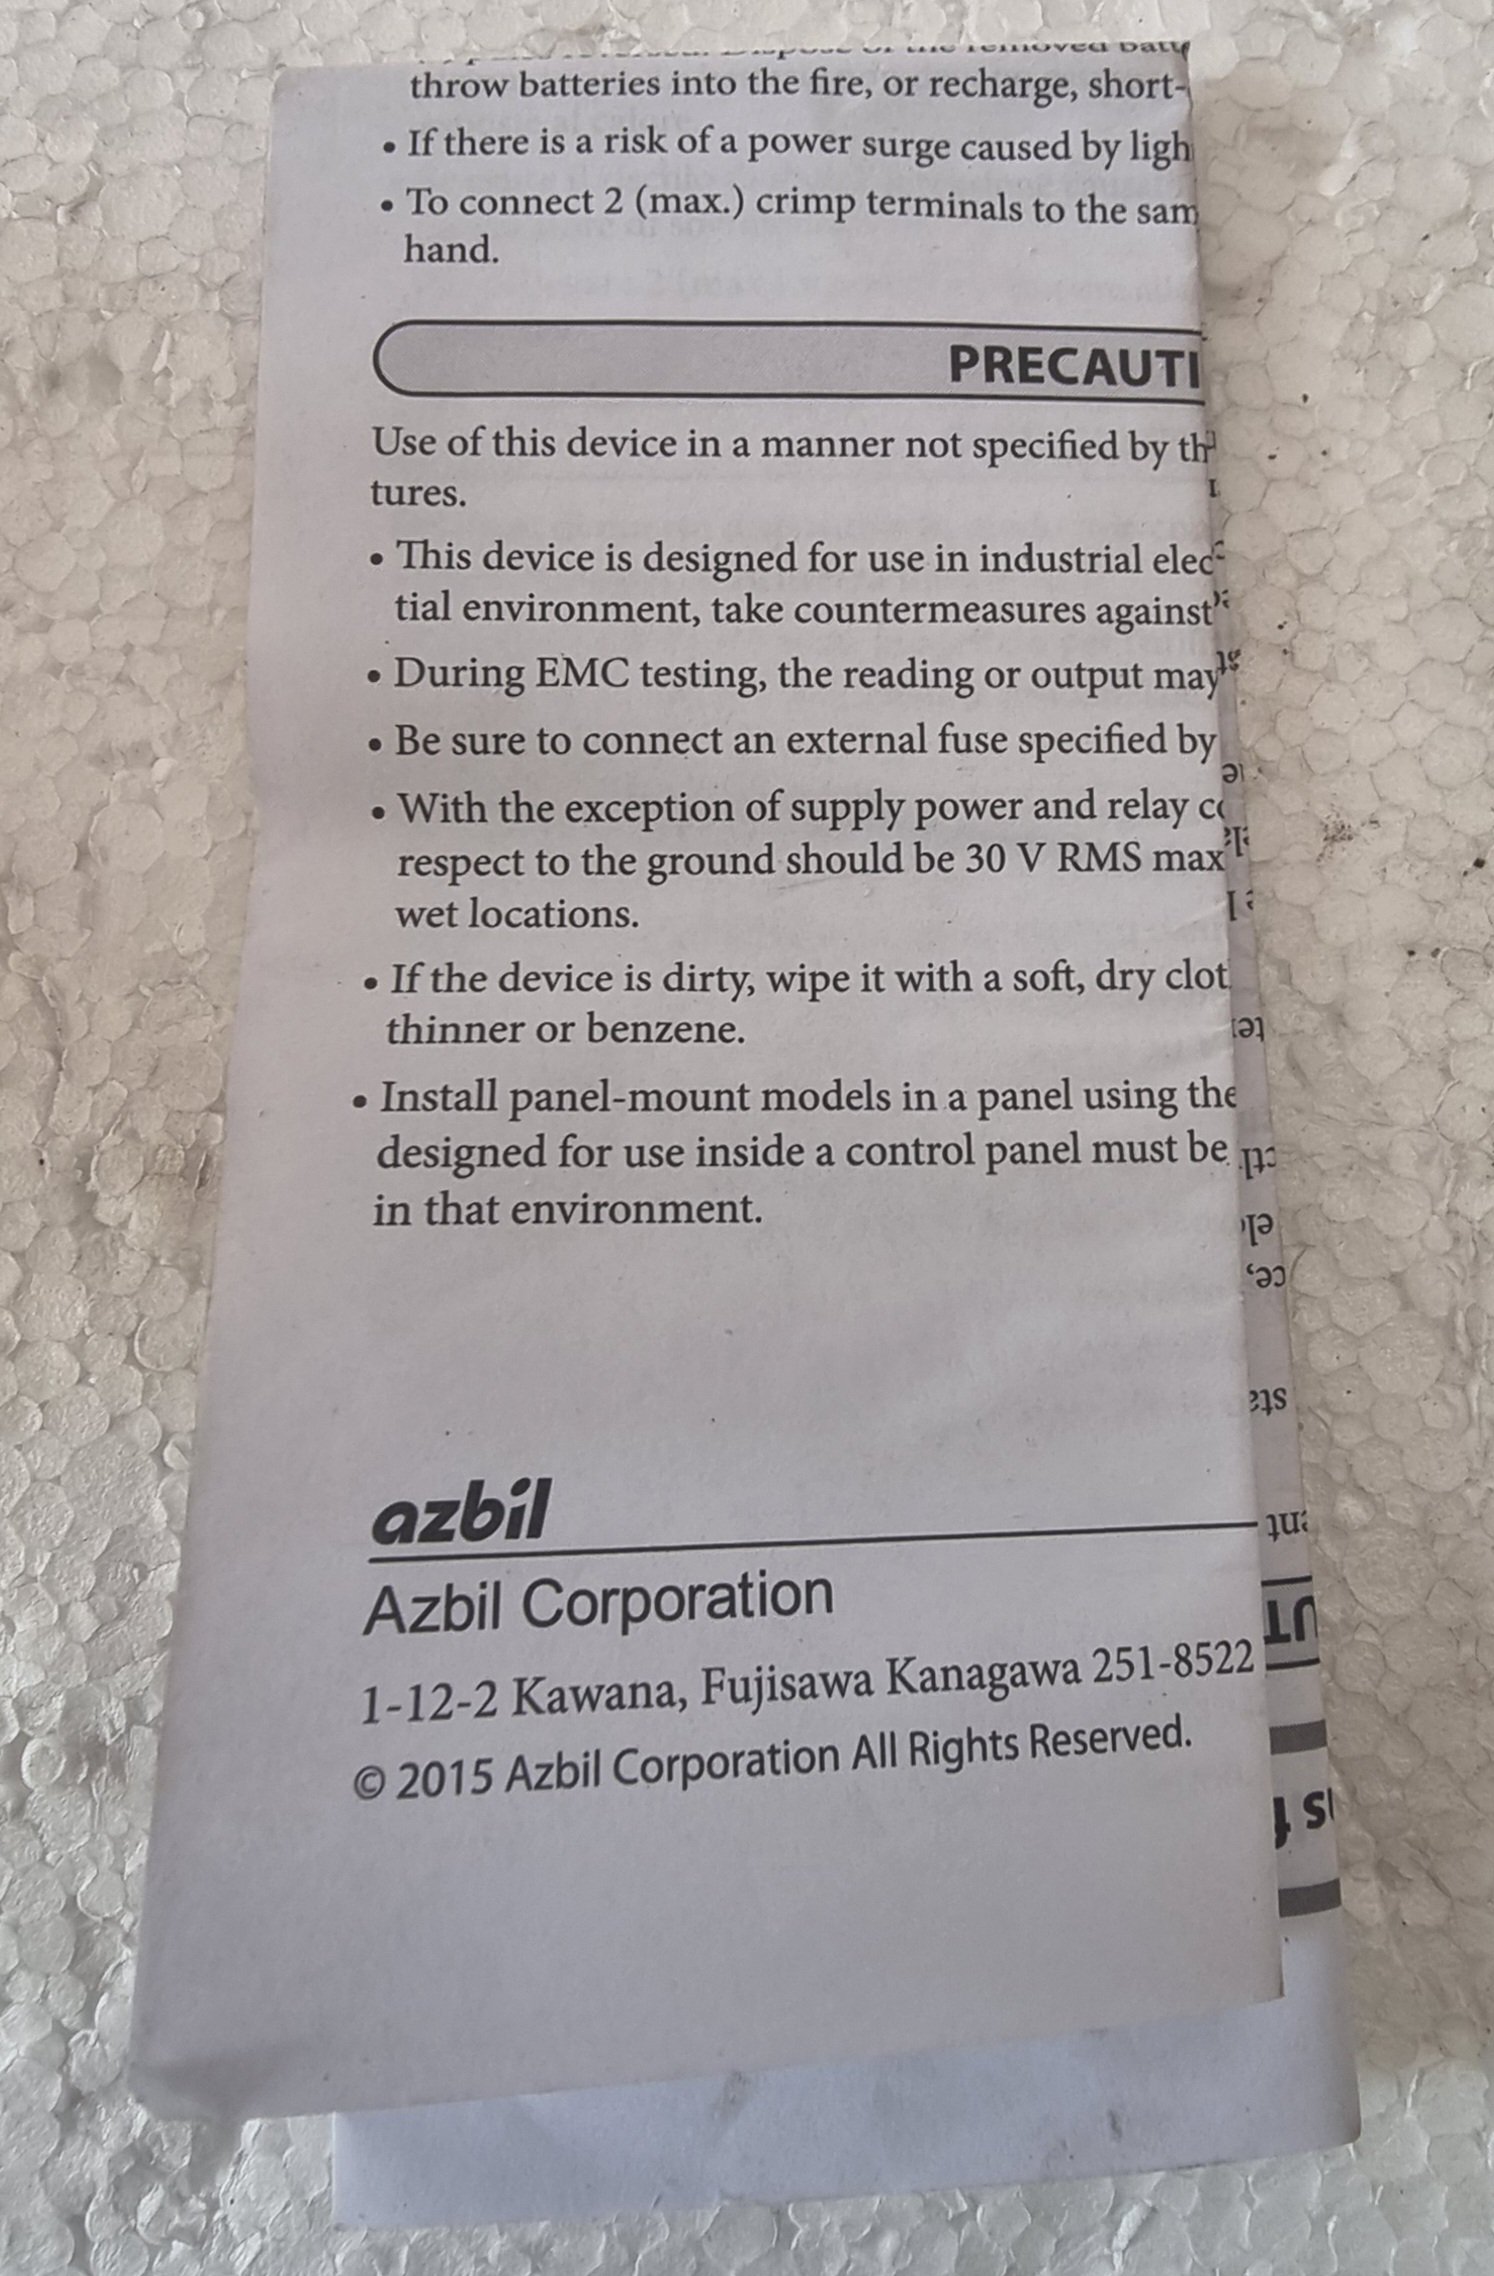 of the removed
throw batteries into the fire, or recharge, short-
• If there is a risk of a power surge caused by
• To connect 2 (max.) crimp terminals to the
hand.
PRECAUTI
Use of this device in a manner not specified by
tures.
• This device is designed for use in industrial
tial environment, take countermeasures against
• During EMC testing, the reading or output may
• Be sure to connect an external fuse specified by
• With the exception of supply power and relay
respect to the ground should be 30 V RMS max
wet locations.
• If the device is dirty, wipe it with a soft, dry
thinner or benzene.
• Install panel-mount models in a panel using the
designed for use inside a control panel must be
in that environment.
azbil
Azbil Corporation
1-12-2 Kawana, Fujisawa Kanagawa 251-8522
© 2015 Azbil Corporation All Rights Reserved.